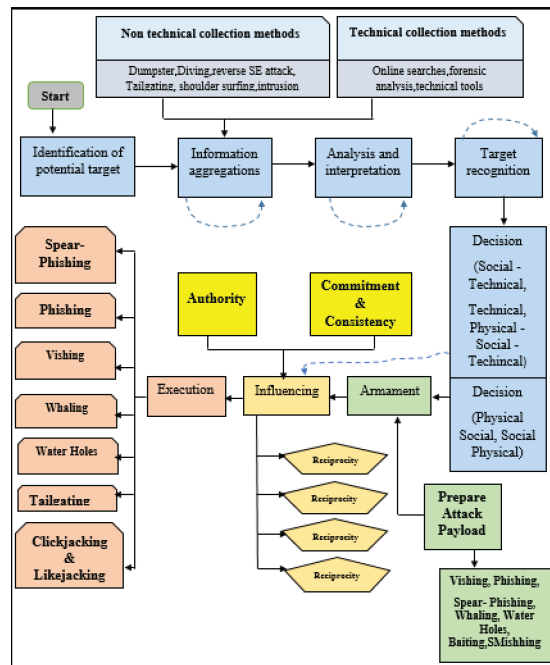 Non technical collection methods
Dumpster,Diving,reverse SE attack,
Tailgating, shoulder surfing,intrusion
Technical collection methods
Online searches,forensic
analysis,technical tools
Start
Identification of
potential target
Information
aggregations
Analysis and
interpretation
Target
recognition
Decision
(Social -
Technical,
Technical,
Physical -
Social -
Techincal)
Decision
(Physical
Social, Social
Physical)
Authority
Commitment
&
Consistency
Armament
Influencing
Execution
Spear-
Phishing
Phishing
Vishing
Whaling
Water Holes
Tailgating
Clickjacking
&
Likejacking
Reciprocity
Reciprocity
Reciprocity
Reciprocity
Prepare
Attack
Payload
Vishing, Phishing,
Spear- Phishing,
Whaling, Water
Holes,
Baiting,SMishhing